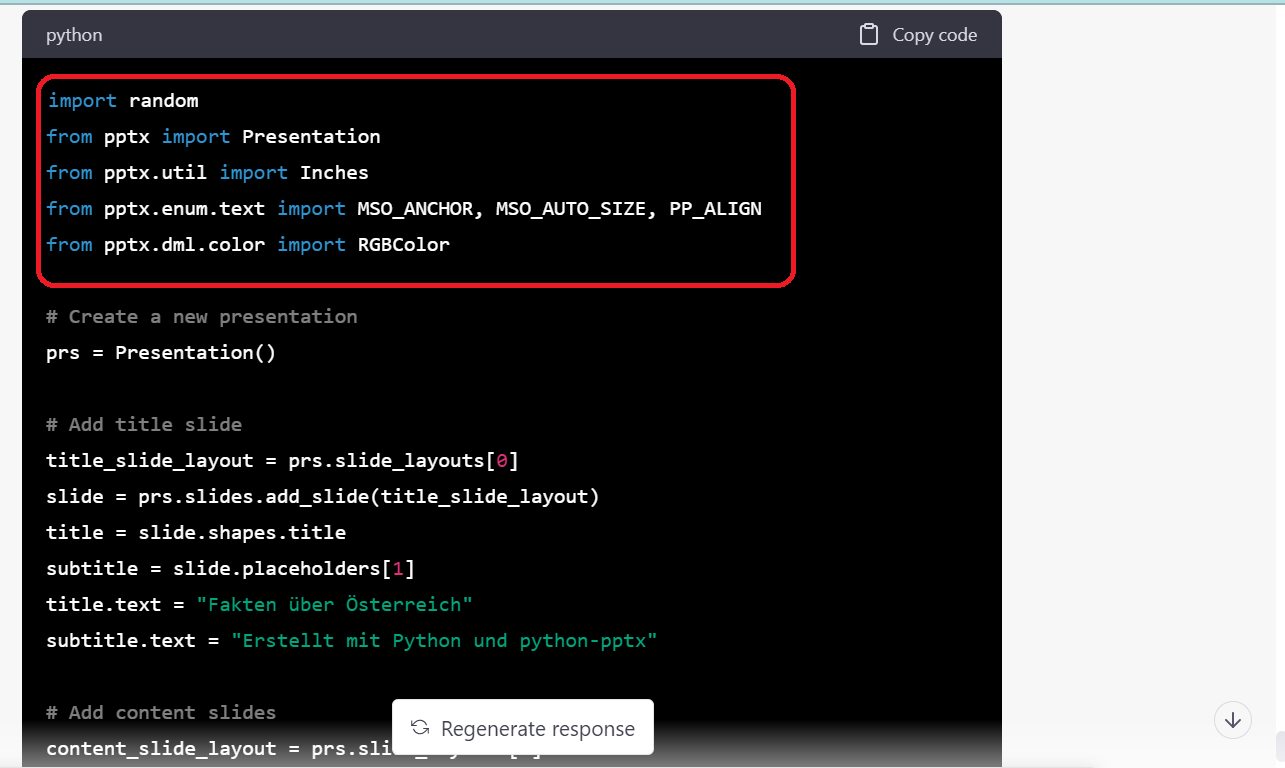 python
Copy code
import random
from pptx import Presentation
from pptx.util import Inches
from pptx.enum.text import MSO_ANCHOR, MSO_AUTO_SIZE, PP_ALIGN
from pptx.dml.color import RGBColor
# Create a new presentation
prs = Presentation()
# Add title slide
title_slide_layout = prs.slide_layouts[0]
slide = prs.slides.add_slide(title_slide_layout)
title = slide.shapes.title
subtitle = slide.placeholders[1]
title.text = "Fakten über Österreich"
subtitle.text = "Erstellt mit Python und python-pptx"
# Add content slides
content_slide_layout =
Regenerate response